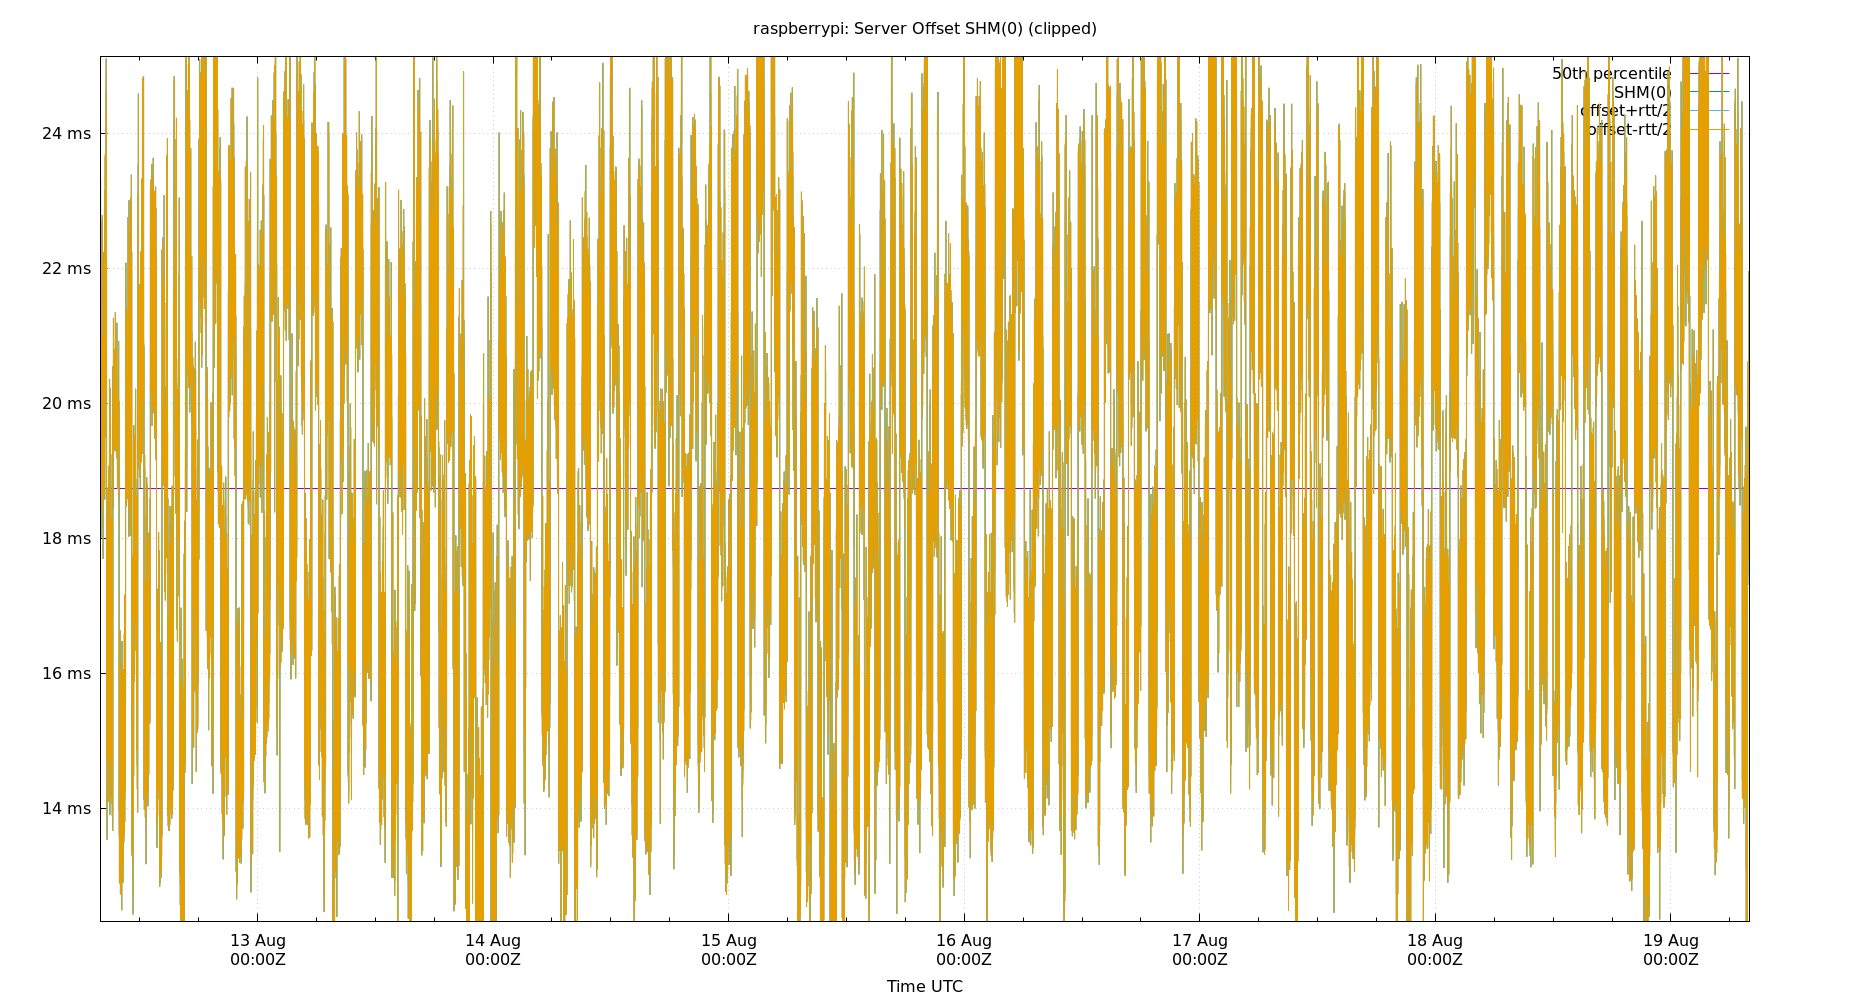 raspberrypi: Server Offset SHM(0) (clipped)
50th percentile
SHM(0)
offset+rtt/2
offset-rtt/2
24 ms
22 ms
20 ms
18 ms
16 ms
14 ms
13 Aug
00:00Z
14 Aug
00:00Z
15 Aug
00:00Z
16 Aug
00:00Z
17 Aug
00:00Z
18 Aug
00:00Z
19 Aug
00:00Z
Time UTC